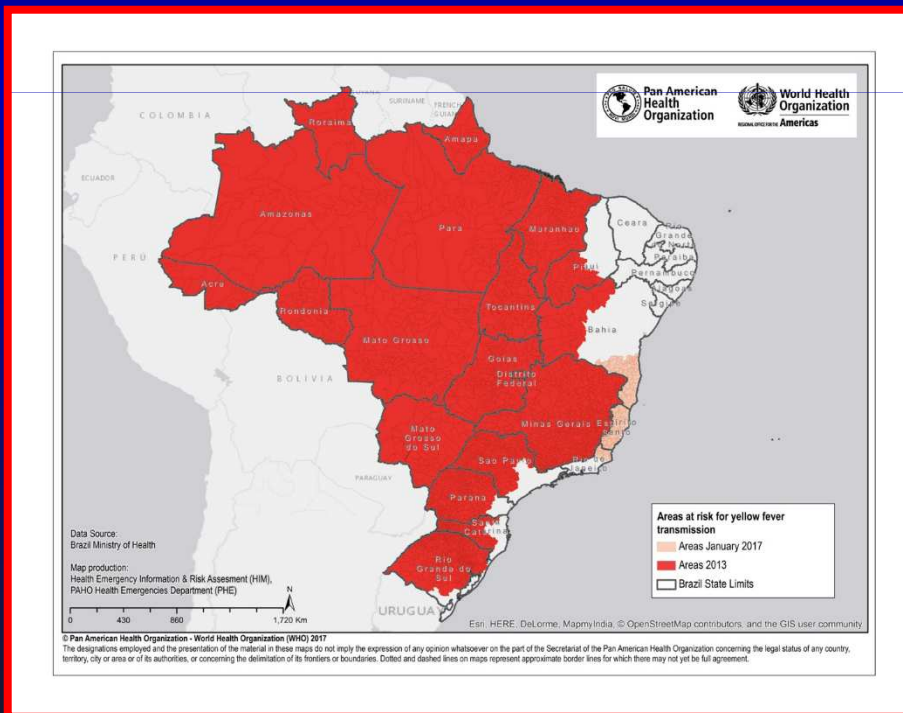 Pan American
Health
Organization
World Health
Organization
REGIONAL OFFICE FOR THE Americas
COLOMBIA
SURINAME
FRENCH
ECUADOR
PERÚ
BOLÍVIA
PARAGUAY
URUGUAY
Roraima
Amapa
Amazonas
Para
Maranhao
Ceara
Rio
Grande
do Norte
Paraiba
Pernambuco
Alagoas
Sergipe
Piaui
Acre
Rondonia
Tocantins
Bahia
Mato Grosso
Goias
Distrito
Federal
Minas Gerais
Espirito
Santo
Mato
Grosso
do Sul
Sao Paulo
Rio de
Janeiro
Parana
Santa
Catarina
Rio
Grande do
Sul
Data Source:
Brazil Ministry of Health
Map production:
Health Emergency Information & Risk Assesment (HIM),
PAHO Health Emergencies Department (PHE)
N
0 430 860 1,720 Km
Areas at risk for yellow fever
transmission
Areas January 2017
Areas 2013
Brazil State Limits
Esri, HERE, DeLorme, MapmyIndia, © OpenStreetMap contributors, and the GIS user community
© Pan American Health Organization - World Health Organization (WHO) 2017
The designations employed and the presentation of the material in these maps do not imply the expression of any opinion whatsoever on the part of the Secretariat of the Pan American Health Organization concerning the legal status of any country,
territory, city or area or of its authorities, or concerning the delimitation of its frontiers or boundaries. Dotted and dashed lines on maps represent approximate border lines for which there may not yet be full agreement.